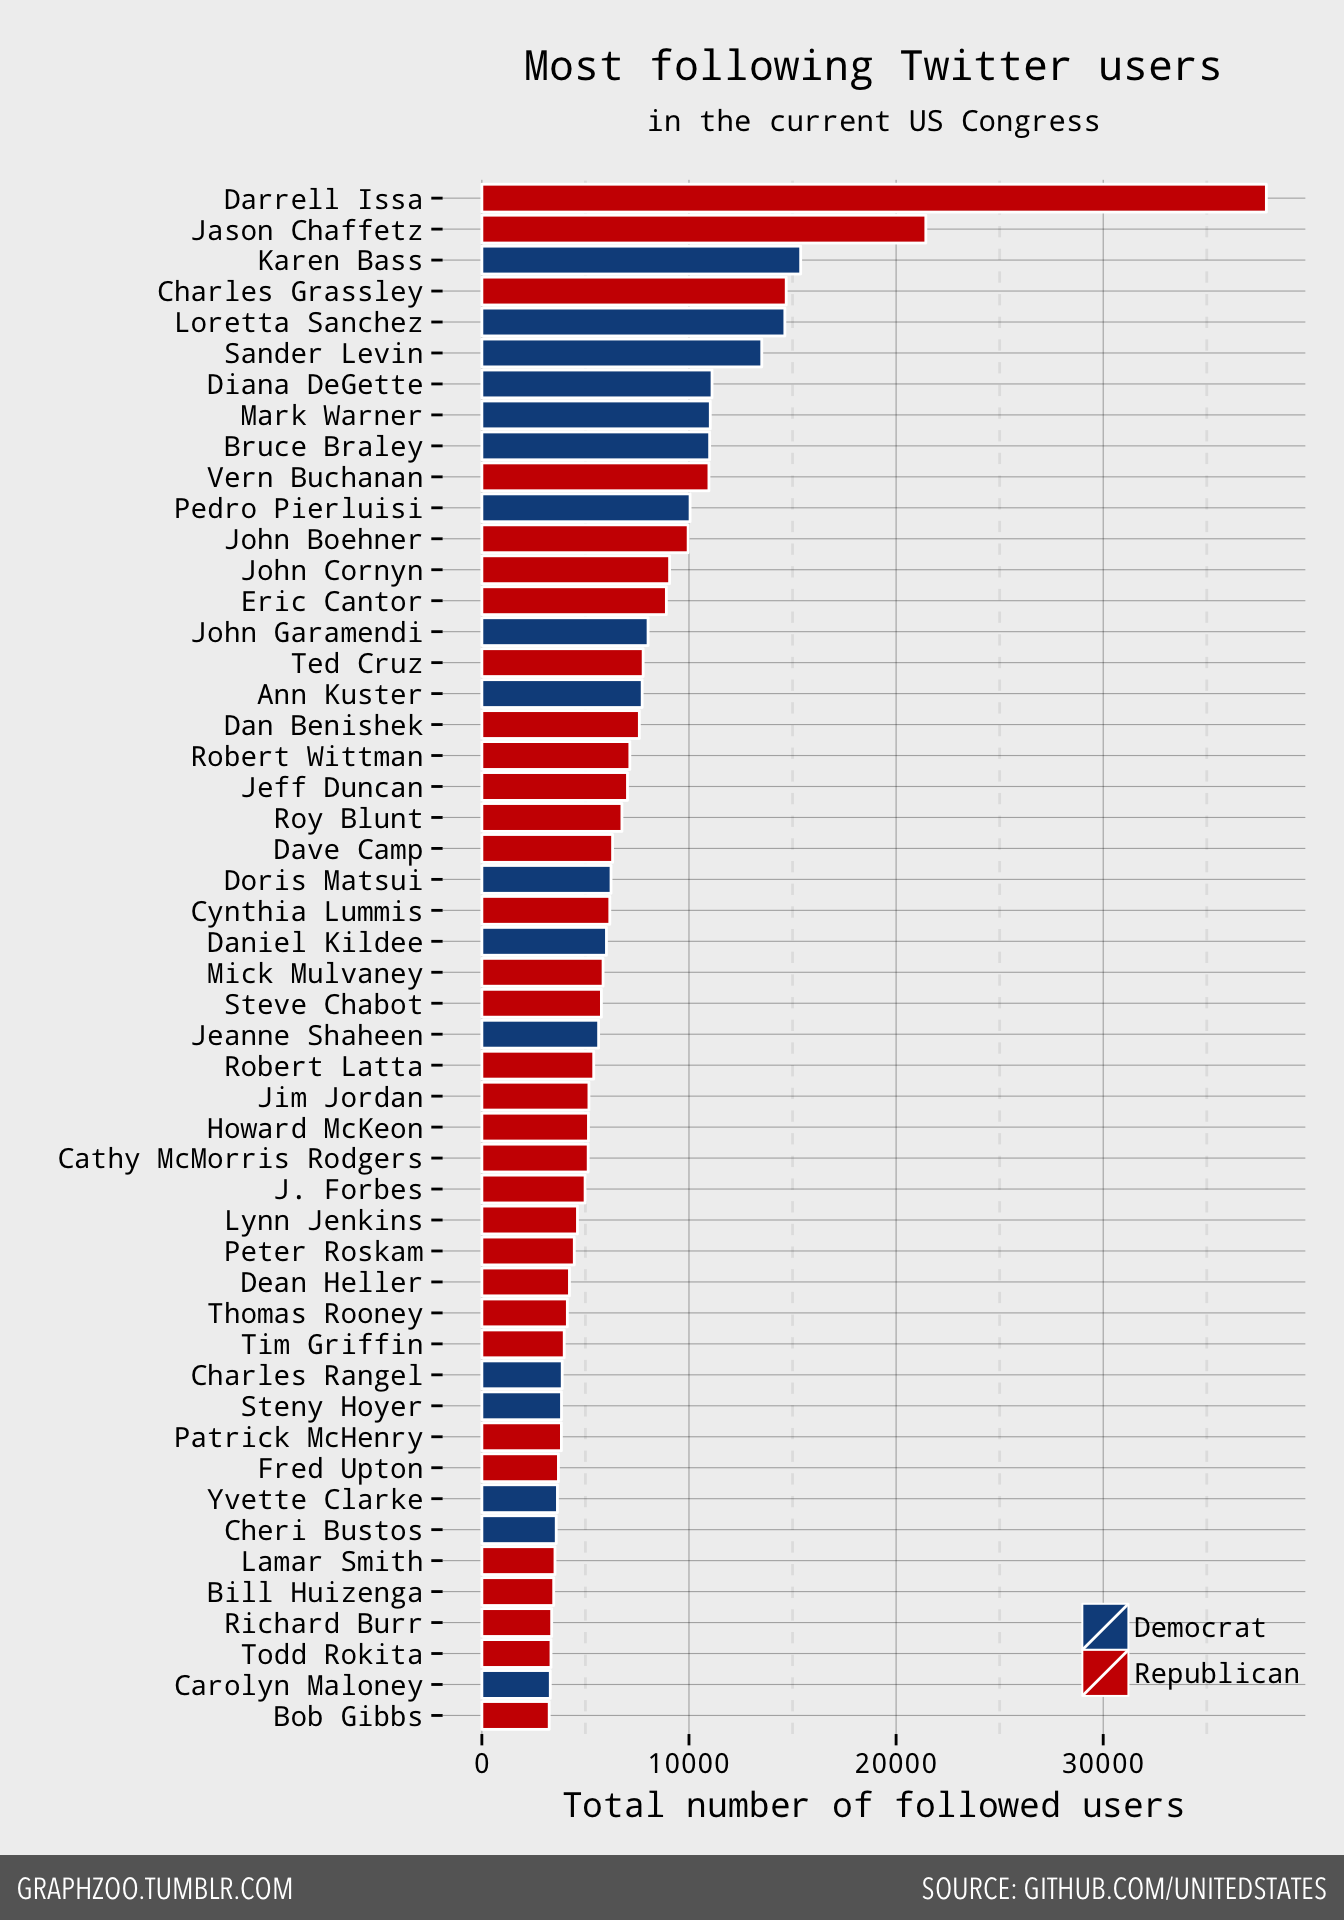 Most following Twitter users
in the current US Congress
Darrell Issa
Jason Chaffetz
Karen Bass
Charles Grassley
Loretta Sanchez
Sander Levin
Diana DeGette
Mark Warner
Bruce Braley
Vern Buchanan
Pedro Pierluisi
John Boehner
John Cornyn
Eric Cantor
John Garamendi
Ted Cruz
Ann Kuster
Dan Benishek
Robert Wittman
Jeff Duncan
Roy Blunt
Dave Camp
Doris Matsui
Cynthia Lummis
Daniel Kildee
Mick Mulvaney
Steve Chabot
Jeanne Shaheen
Robert Latta
Jim Jordan
Howard McKeon
Cathy McMorris Rodgers
J. Forbes
Lynn Jenkins
Peter Roskam
Dean Heller
Thomas Rooney
Tim Griffin
Charles Rangel
Steny Hoyer
Patrick McHenry
Fred Upton
Yvette Clarke
Cheri Bustos
Lamar Smith
Bill Huizenga
Richard Burr
Todd Rokita
Carolyn Maloney
Bob Gibbs
Democrat
Republican
0 10000 20000 30000
Total number of followed users
GRAPHZOO.TUMBLR.COM
SOURCE: GITHUB.COM/UNITEDSTATES